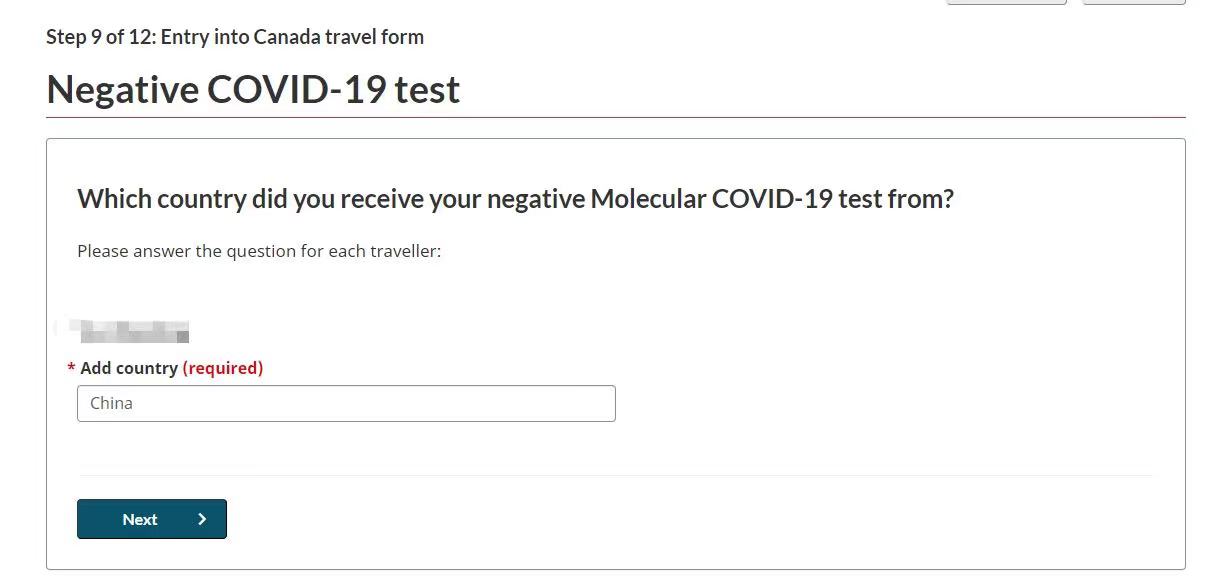 Step 9 of 12: Entry into Canada travel form
Negative COVID-19 test
Which country did you receive your negative Molecular COVID-19 test from?
Please answer the question for each traveller:
* Add country (required)
China
Next